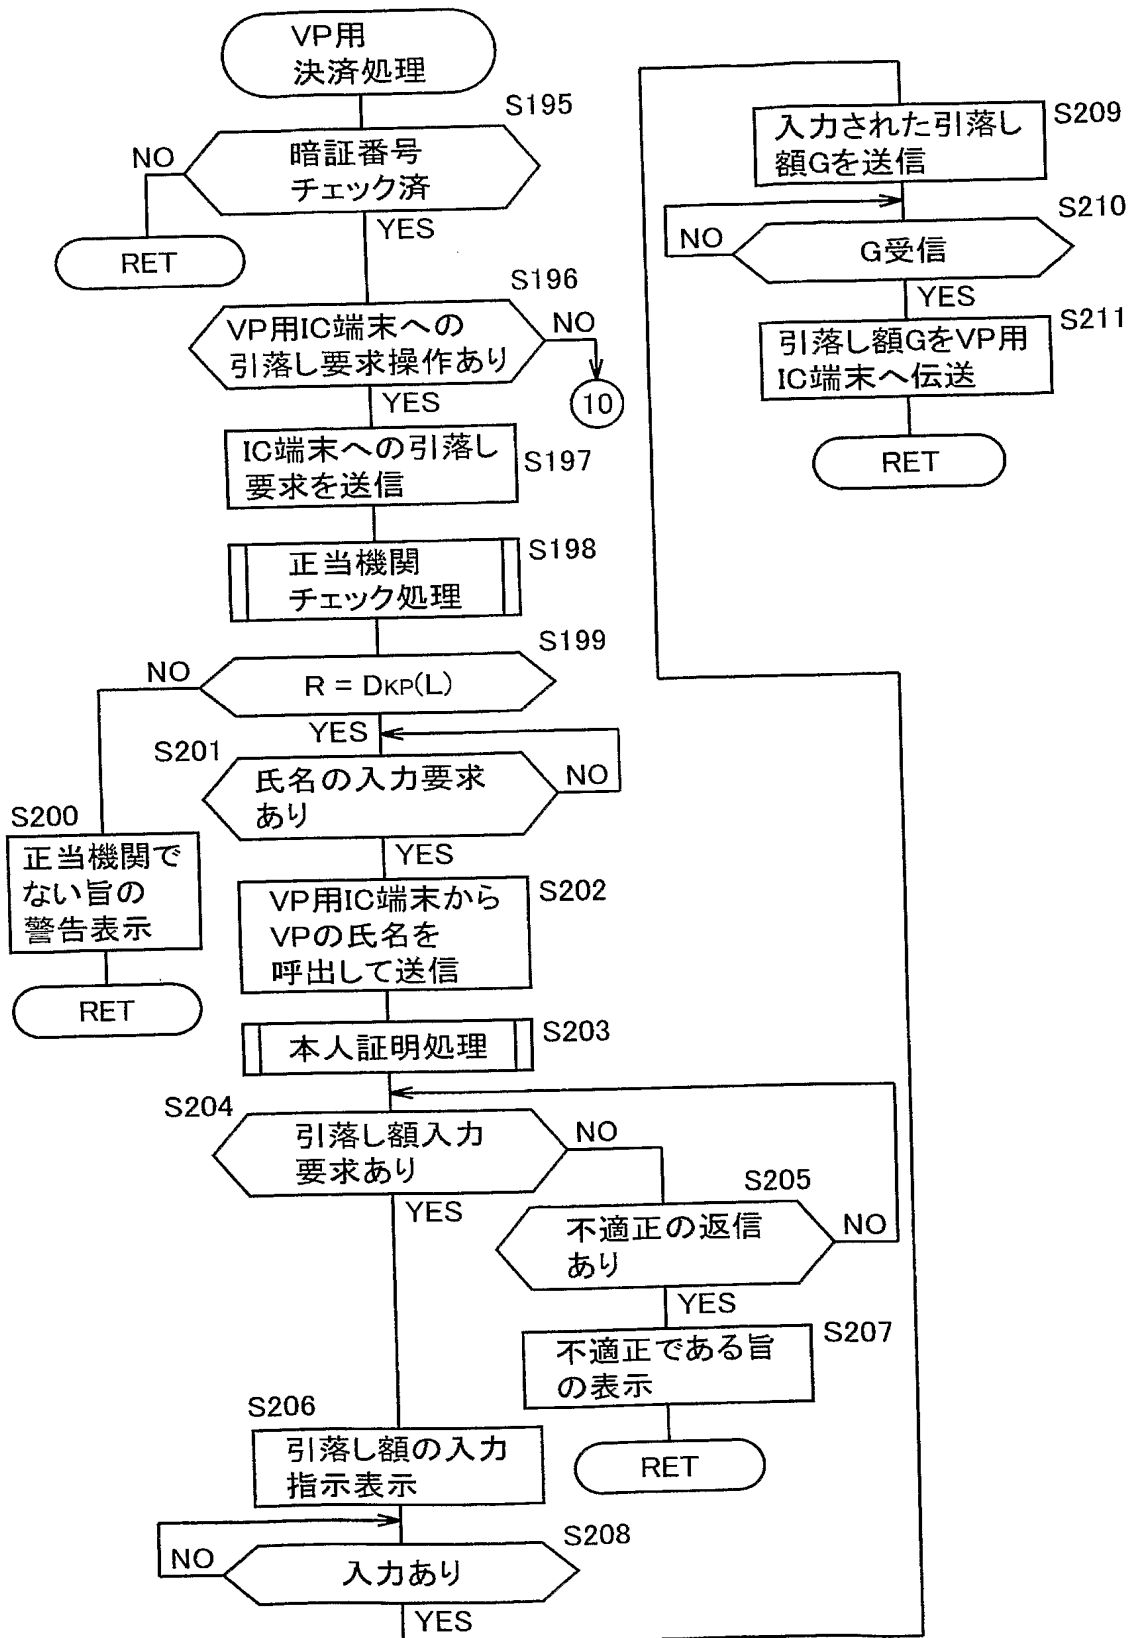 VP用
決済処理
S195
暗証番号
チェック済
NO
YES
RET
S196
VP用IC端末への
引落し要求操作あり
NO
10
YES
IC端末への引落し
要求を送信
S197
正当機関
チェック処理
S198
S199
NO
R = DKP(L)
YES
S201
氏名の入力要求
あり
NO
S200
正当機関で
ない旨の
警告表示
RET
YES
VP用IC端末から
VPの氏名を
呼出して送信
S202
本人証明処理
S203
S204
引落し額入力
要求あり
NO
YES
S205
不適正の返信
あり
NO
YES
不適正である旨
の表示
S207
RET
S206
引落し額の入力
指示表示
S208
NO
入力あり
YES
入力された引落し
額Gを送信
S209
S210
NO
G受信
YES
S211
引落し額GをVP用
IC端末へ伝送
RET